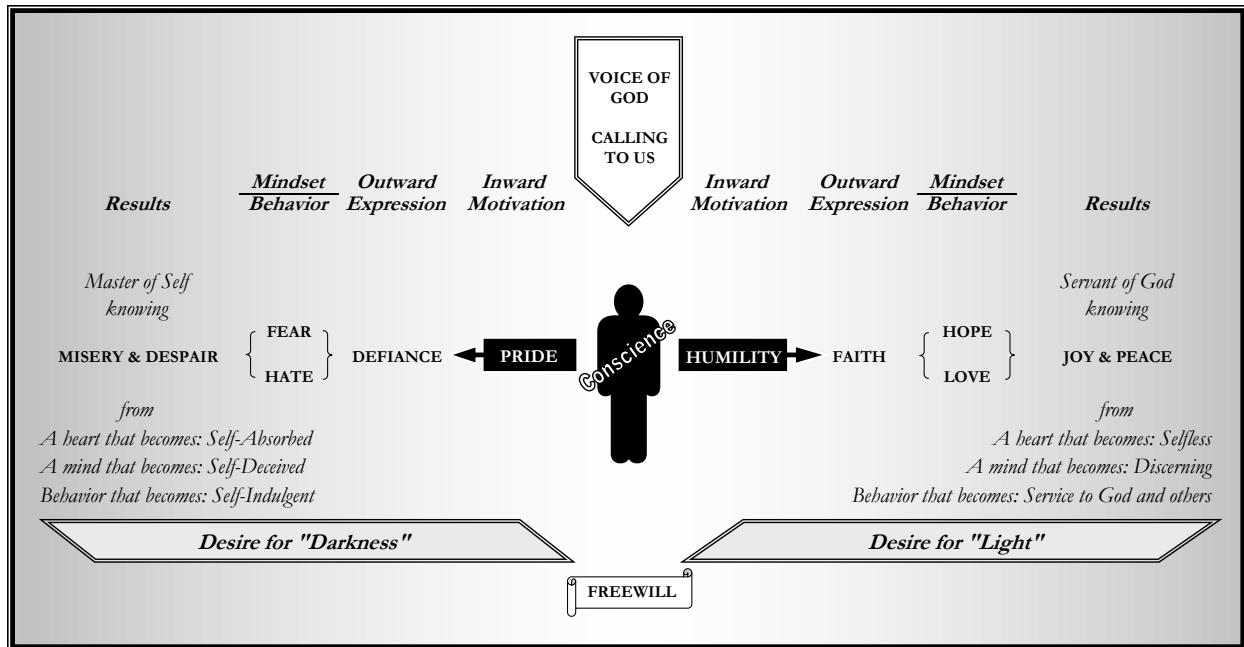 VOICE OF
GOD
CALLING
TO US
Results
Mindset
Behavior
Outward
Expression
Inward
Motivation
Inward
Motivation
Outward
Expression
Mindset
Behavior
Results
Master of Self
knowing
MISERY & DESPAIR
FEAR
HATE
DEFIANCE
PRIDE
Conscience
HUMILITY
FAITH
HOPE
LOVE
Servant of God
knowing
JOY & PEACE
from
A heart that becomes: Self-Absorbed
A mind that becomes: Self-Deceived
Behavior that becomes: Self-Indulgent
from
A heart that becomes: Selfless
A mind that becomes: Discerning
Behavior that becomes: Service to God and others
Desire for "Darkness"
Desire for "Light"
FREEWILL